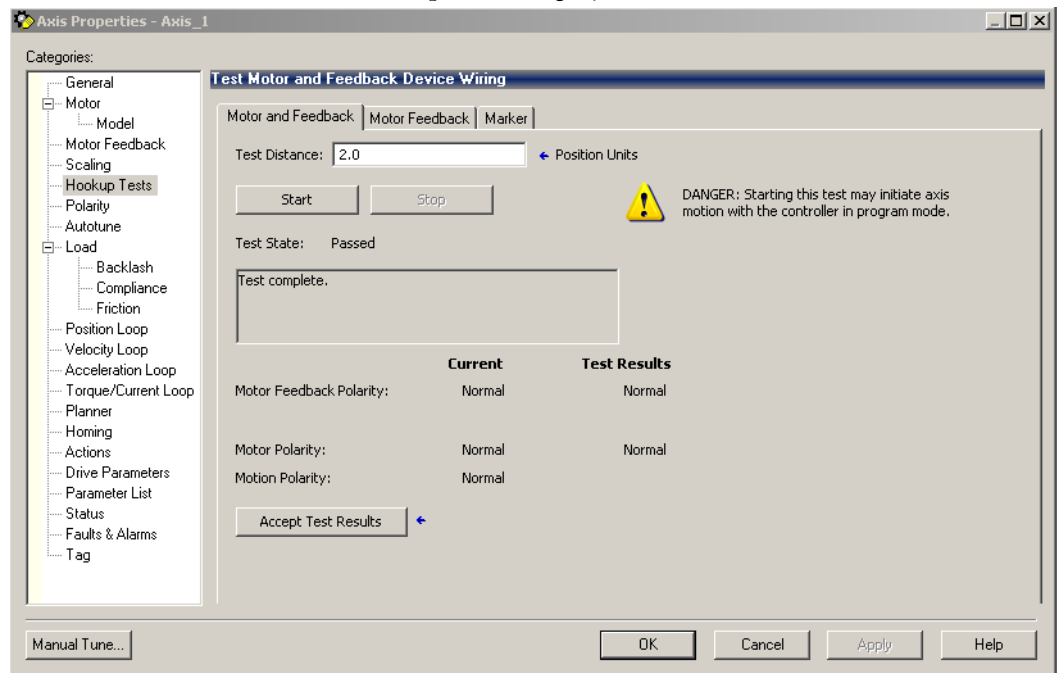 Axis Properties - Axis_1
Categories:
General
Motor
Model
Motor Feedback
Scaling
Hookup Tests
Polarity
Autotune
Load
Backlash
Compliance
Friction
Position Loop
Velocity Loop
Acceleration Loop
Torque/Current Loop
Planner
Homing
Actions
Drive Parameters
Parameter List
Status
Faults & Alarms
Tag
Test Motor and Feedback Device Wiring
Motor and Feedback Motor Feedback Marker
Test Distance: 2.0 Position Units
Start Stop
DANGER: Starting this test may initiate axis
motion with the controller in program mode.
Test State: Passed
Test complete.
Current Test Results
Motor Feedback Polarity: Normal Normal
Motor Polarity: Normal Normal
Motion Polarity: Normal
Accept Test Results
Manual Tune... OK Cancel Apply Help